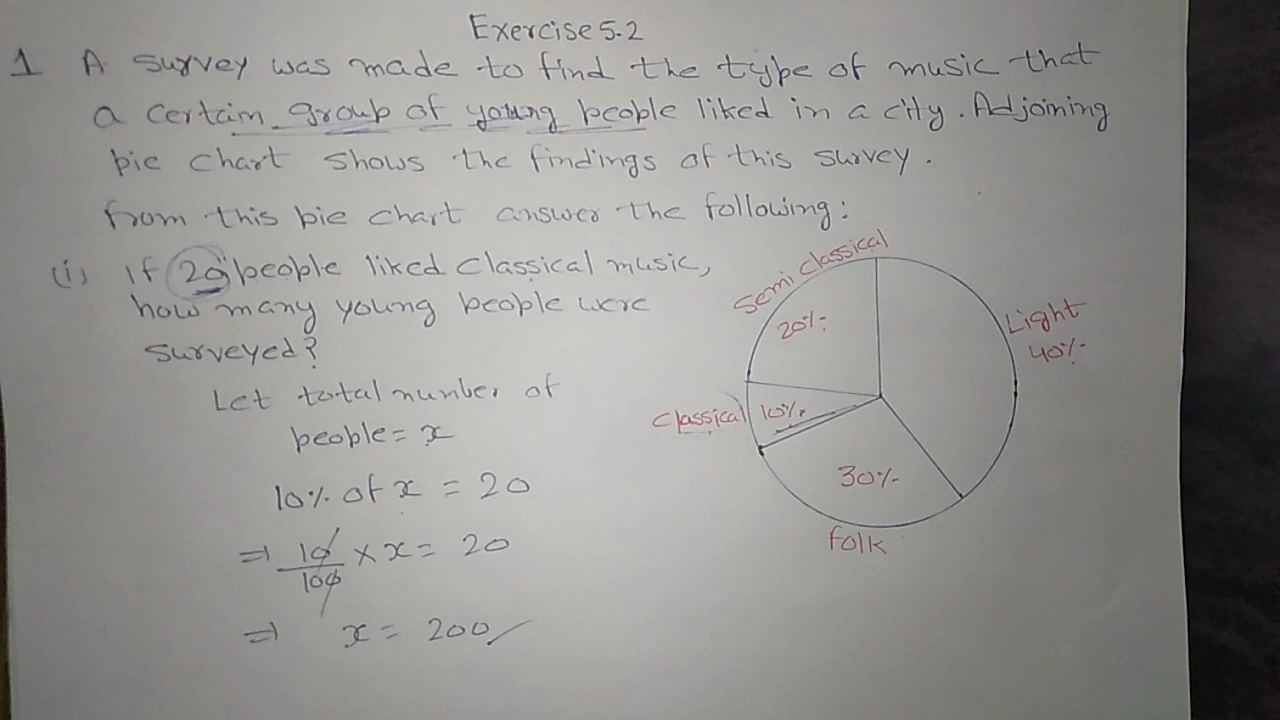 Exercise 5.2
1 A survey was made to find the type of music that
a certain group of young people liked in a city. Adjoining
pie chart shows the findings of this survey.
from this pie chart answer the following:
(i) If 20 people liked classical music,
how many young people were
surveyed?
Let total number of
people = x
10% of x = 20
⇒ 10/100 × x = 20
⇒ x = 200
Semi Classical
20%
Light
40%
Classical 10%
30%
folk